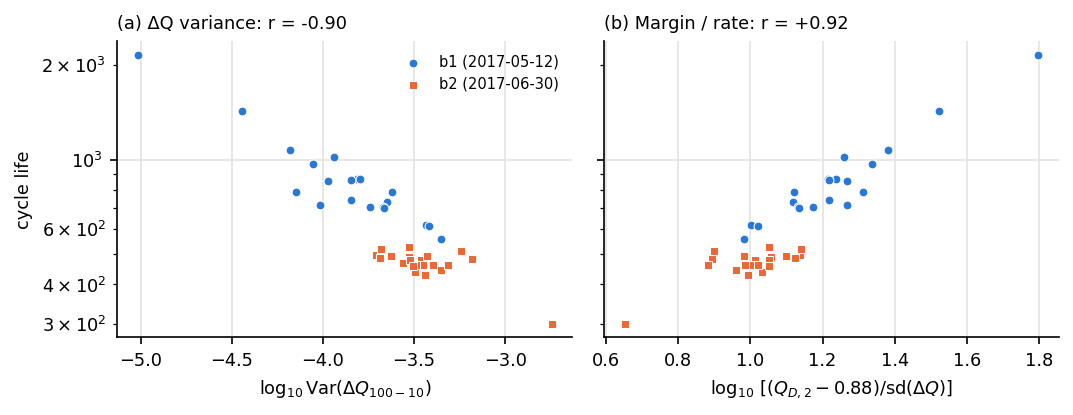 (a) ΔQ variance: r = -0.90
b1 (2017-05-12)
b2 (2017-06-30)
cycle life
2 × 10³
10³
6 × 10²
4 × 10²
3 × 10²
−5.0 −4.5 −4.0 −3.5 −3.0
log₁₀ Var(ΔQ₁₀₀₋₁₀)
(b) Margin / rate: r = +0.92
0.6 0.8 1.0 1.2 1.4 1.6 1.8
log₁₀ [(Q_{D,2} − 0.88)/sd(ΔQ)]